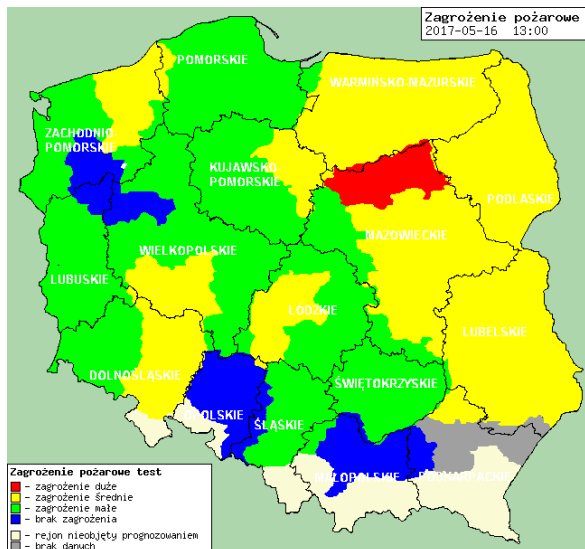 Zagrożenie pożarowe
2017-05-16 13:00
POMORSKIE
WARMIŃSKO-MAZURSKIE
ZACHODNIO-
POMORSKIE
KUJAWSKO
POMORSKIE
PODLASKIE
MAZOWIECKIE
WIELKOPOLSKIE
LUBUSKIE
ŁÓDZKIE
LUBELSKIE
DOLNOŚLĄSKIE
ŚWIĘTOKRZYSKIE
OPOLSKIE
ŚLĄSKIE
MAŁOPOLSKIE
PODKARPACKIE
Zagrożenie pożarowe test
– zagrożenie duże
– zagrożenie średnie
– zagrożenie małe
– brak zagrożenia
– rejon nieobjęty prognozowaniem
– brak danych